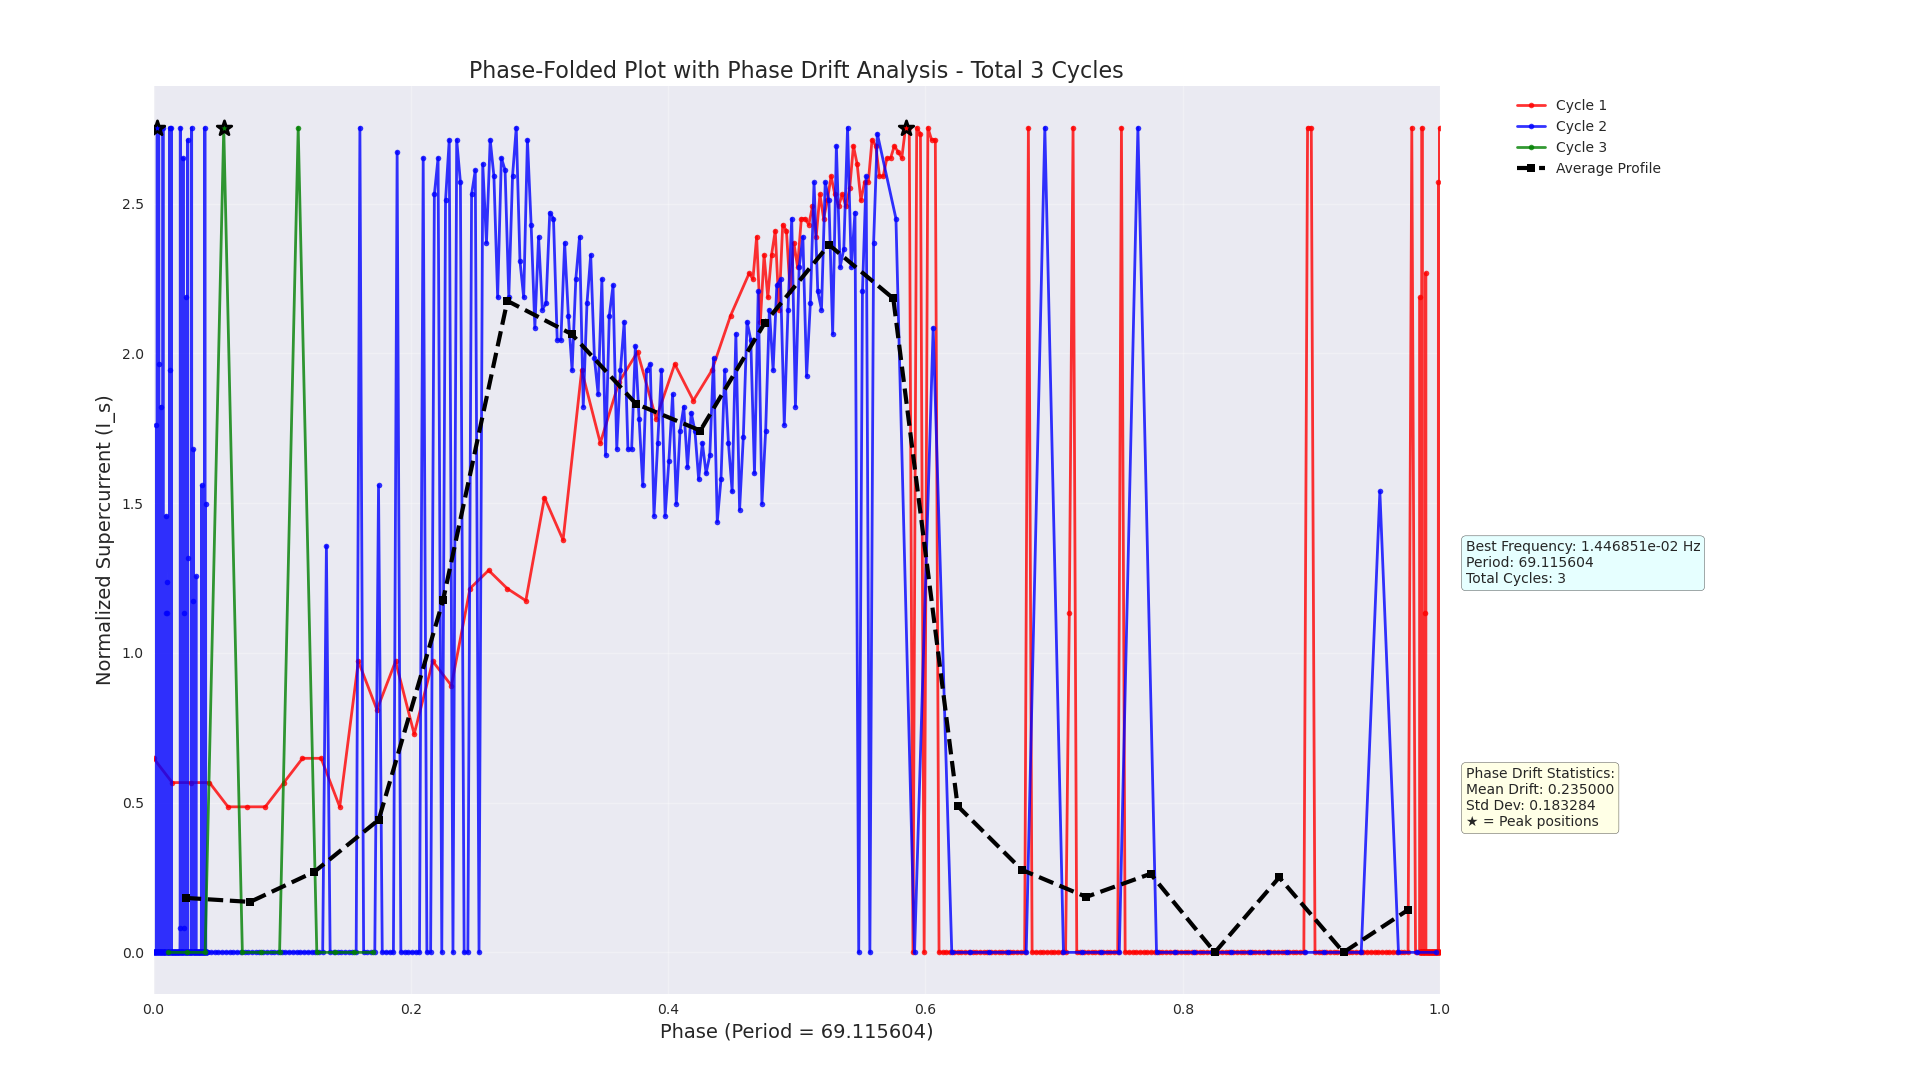 Phase-Folded Plot with Phase Drift Analysis - Total 3 Cycles
Normalized Supercurrent (I_s)
2.5
2.0
1.5
1.0
0.5
0.0
0.0
0.2
0.4
0.6
0.8
1.0
Phase (Period = 69.115604)
Cycle 1
Cycle 2
Cycle 3
Average Profile
Best Frequency: 1.446851e-02 Hz
Period: 69.115604
Total Cycles: 3
Phase Drift Statistics:
Mean Drift: 0.235000
Std Dev: 0.183284
★ = Peak positions